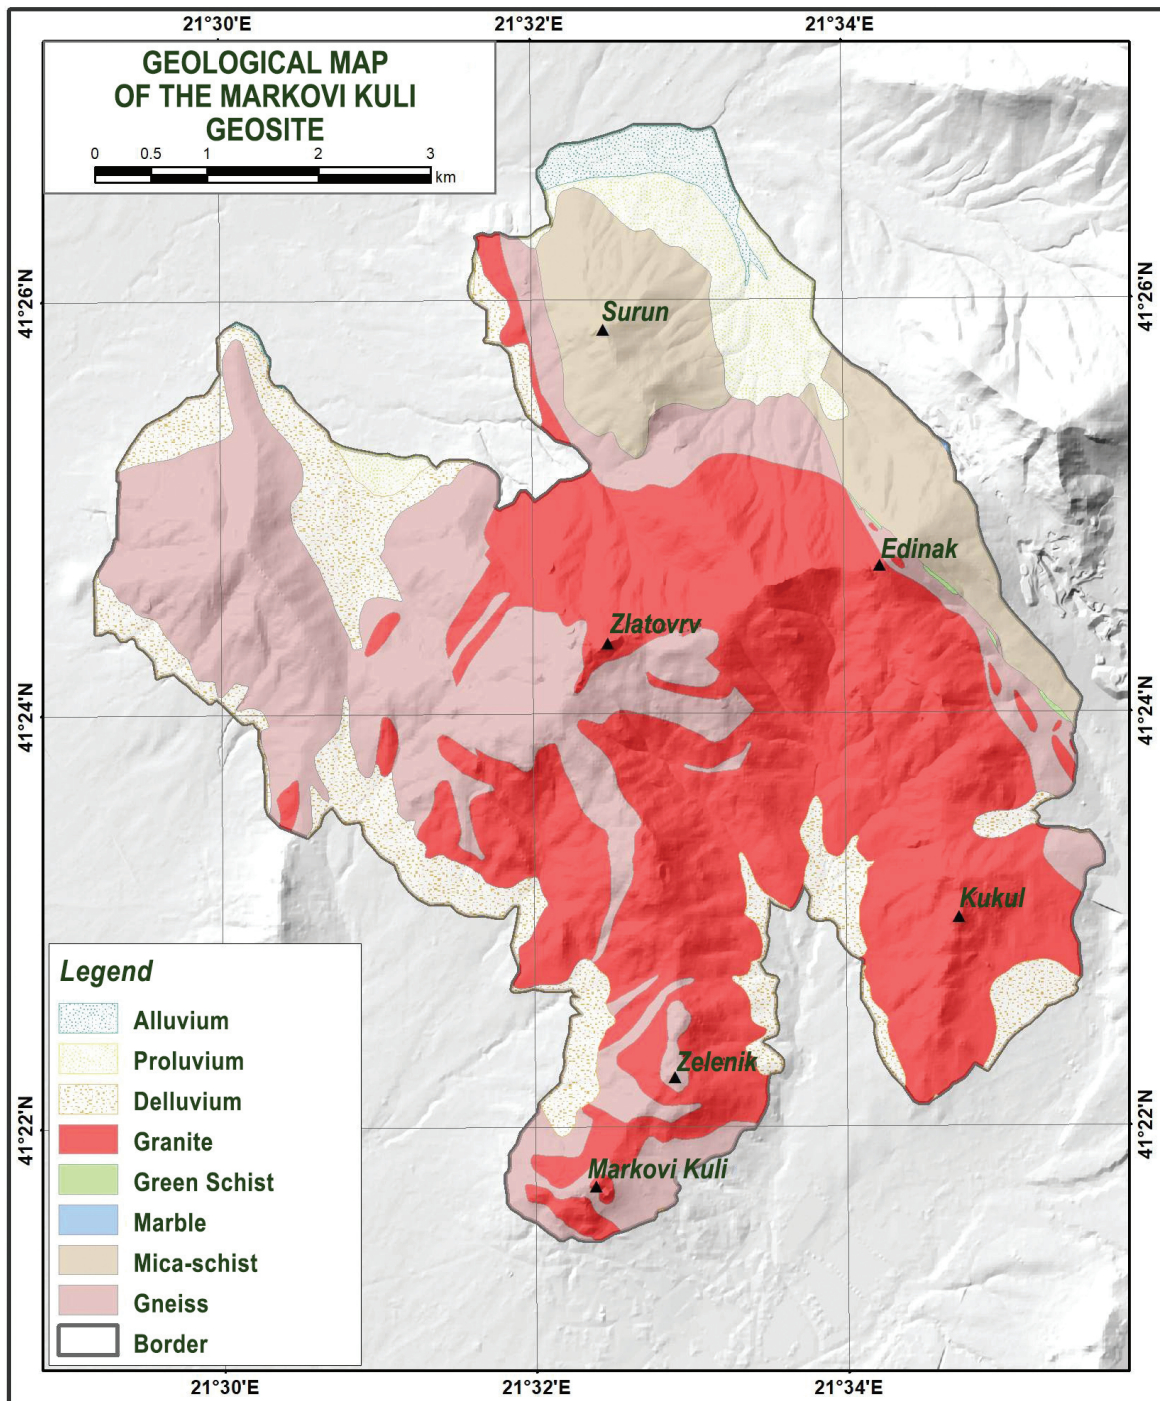 21°30'E 21°32'E 21°34'E
GEOLOGICAL MAP
OF THE MARKOVI KULI
GEOSITE
0 0.5 1 2 3
km
41°26'N 41°26'N
Surun
Edinak
Zlatovrv
41°24'N 41°24'N
Kukul
Zelenik
41°22'N 41°22'N
Markovi Kuli
Legend
Alluvium
Proluvium
Delluvium
Granite
Green Schist
Marble
Mica-schist
Gneiss
Border
21°30'E 21°32'E 21°34'E